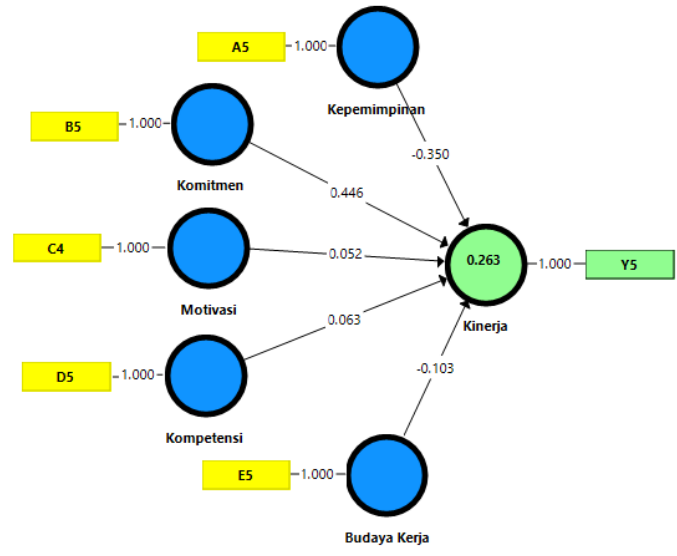 A5
1.000
Kepemimpinan
-0.350
B5
1.000
Komitmen
0.446
C4
1.000
Motivasi
0.052
0.263
Kinerja
1.000
Y5
D5
1.000
Kompetensi
0.063
-0.103
E5
1.000
Budaya Kerja